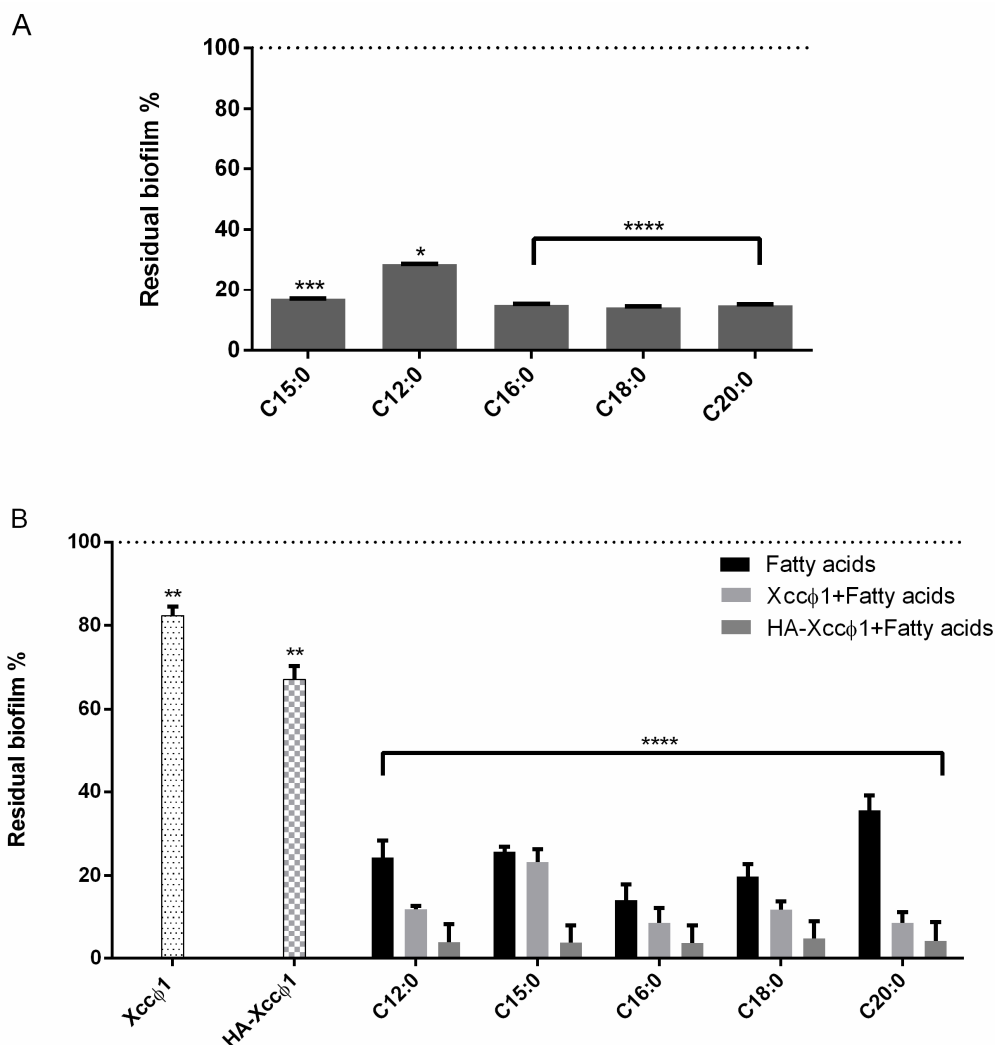 A
Residual biofilm %
100
80
60
40
20
0
***
*
****
C15:0
C12:0
C16:0
C18:0
C20:0
B
Residual biofilm %
100
80
60
40
20
0
**
**
****
Fatty acids
Xccϕ1+Fatty acids
HA-Xccϕ1+Fatty acids
Xccϕ1
HA-Xccϕ1
C12:0
C15:0
C16:0
C18:0
C20:0